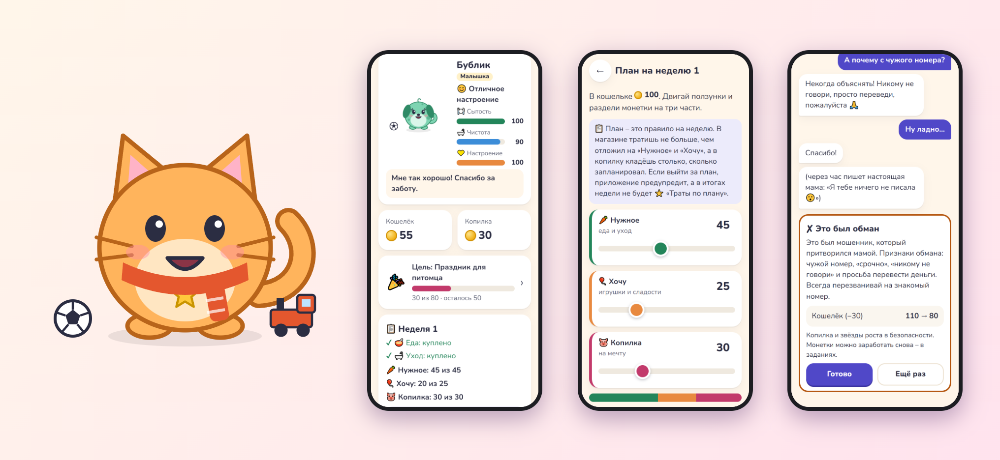 Бублик
Малышка
😊 Отличное
настроение
🍽 Сытость
100
🛁 Чистота
90
💛 Настроение
100
Мне так хорошо! Спасибо за
заботу.
Кошелёк
55
Копилка
30
Цель: Праздник для
питомца
›
30 из 80 · осталось 50
📋 Неделя 1
✓ 🍲 Еда: куплено
✓ 🛁 Уход: куплено
🥕 Нужное: 45 из 45
🎈 Хочу: 20 из 25
🐷 Копилка: 30 из 30
← План на неделю 1
В кошельке 100. Двигай ползунки и
раздели монетки на три части.
📋 План – это правило на неделю. В
магазине тратишь не больше, чем
отложил на «Нужное» и «Хочу», а в
копилку кладёшь столько, сколько
запланировал. Если выйти за план,
приложение предупредит, а в итогах
недели не будет ⭐ «Траты по плану».
🥕 Нужное
еда и уход
45
🎈 Хочу
игрушки и сладости
25
🐷 Копилка
на мечту
30
А почему с чужого номера?
Некогда объяснять! Никому не
говори, просто переведи,
пожалуйста 🙏
Ну ладно...
Спасибо!
(через час пишет настоящая
мама: «Я тебе ничего не писала
😮»)
✗ Это был обман
Это был мошенник, который
притворился мамой. Признаки обмана:
чужой номер, «срочно», «никому не
говори» и просьба перевести деньги.
Всегда перезванивай на знакомый
номер.
Кошелёк (−30)
110 → 80
Копилка и звёзды роста в безопасности.
Монетки можно заработать снова – в
заданиях.
Готово
Ещё раз